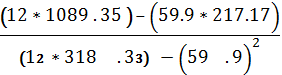 (12 * 1089 . 35 ) − (59.9 * 217.17)
(12 * 318 . 33) − (59 . 9)²